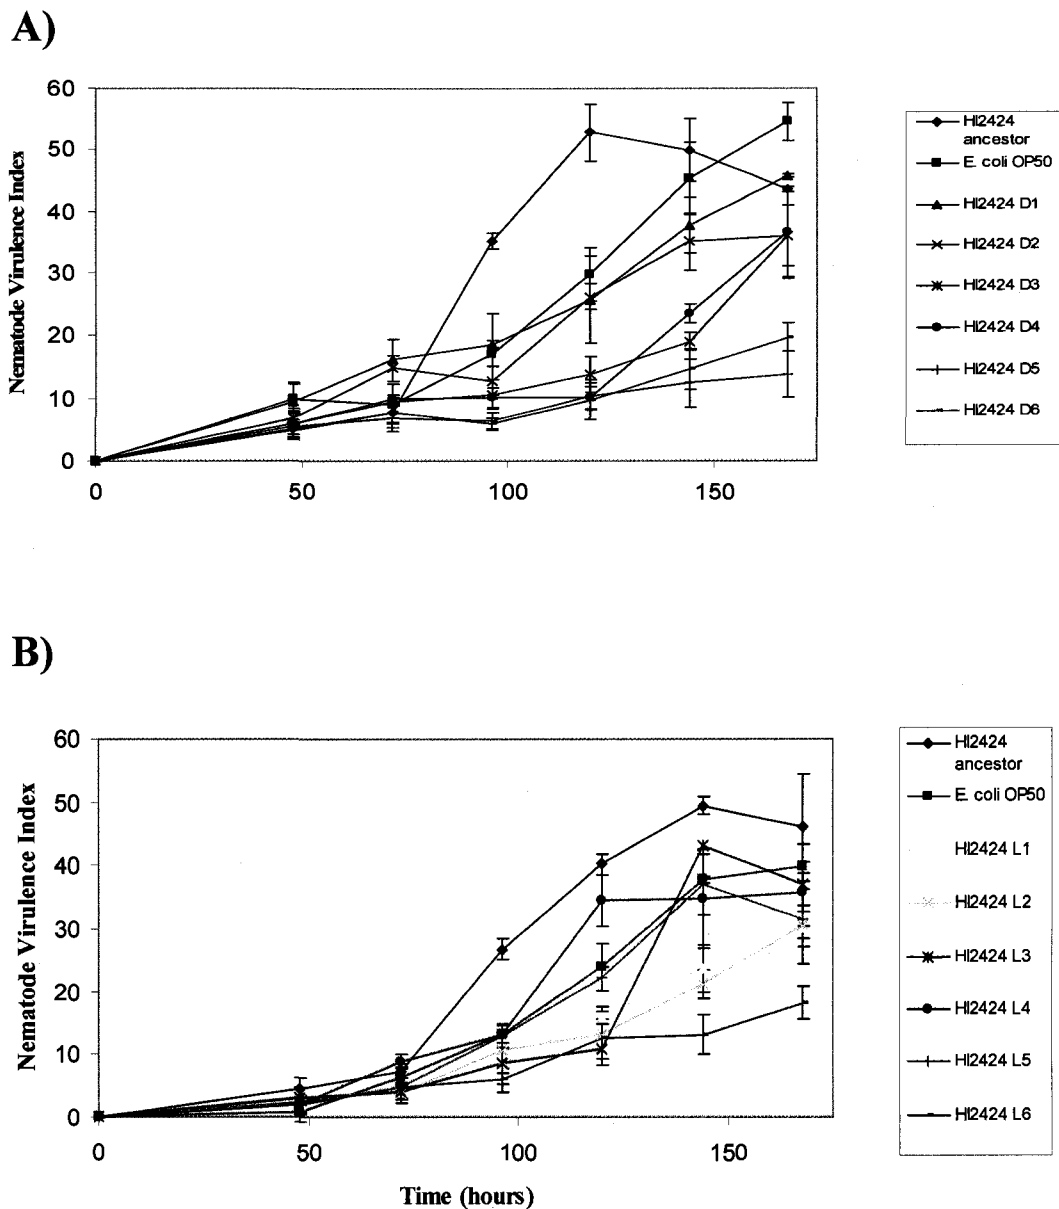 A)
60
50
40
30
20
10
0
0
50
100
150
Nematode Virulence Index
HI2424
ancestor
E. coli OP50
HI2424 D1
HI2424 D2
HI2424 D3
HI2424 D4
HI2424 D5
HI2424 D6
B)
60
50
40
30
20
10
0
0
50
100
150
Nematode Virulence Index
Time (hours)
HI2424
ancestor
E. coli OP50
HI2424 L1
HI2424 L2
HI2424 L3
HI2424 L4
HI2424 L5
HI2424 L6